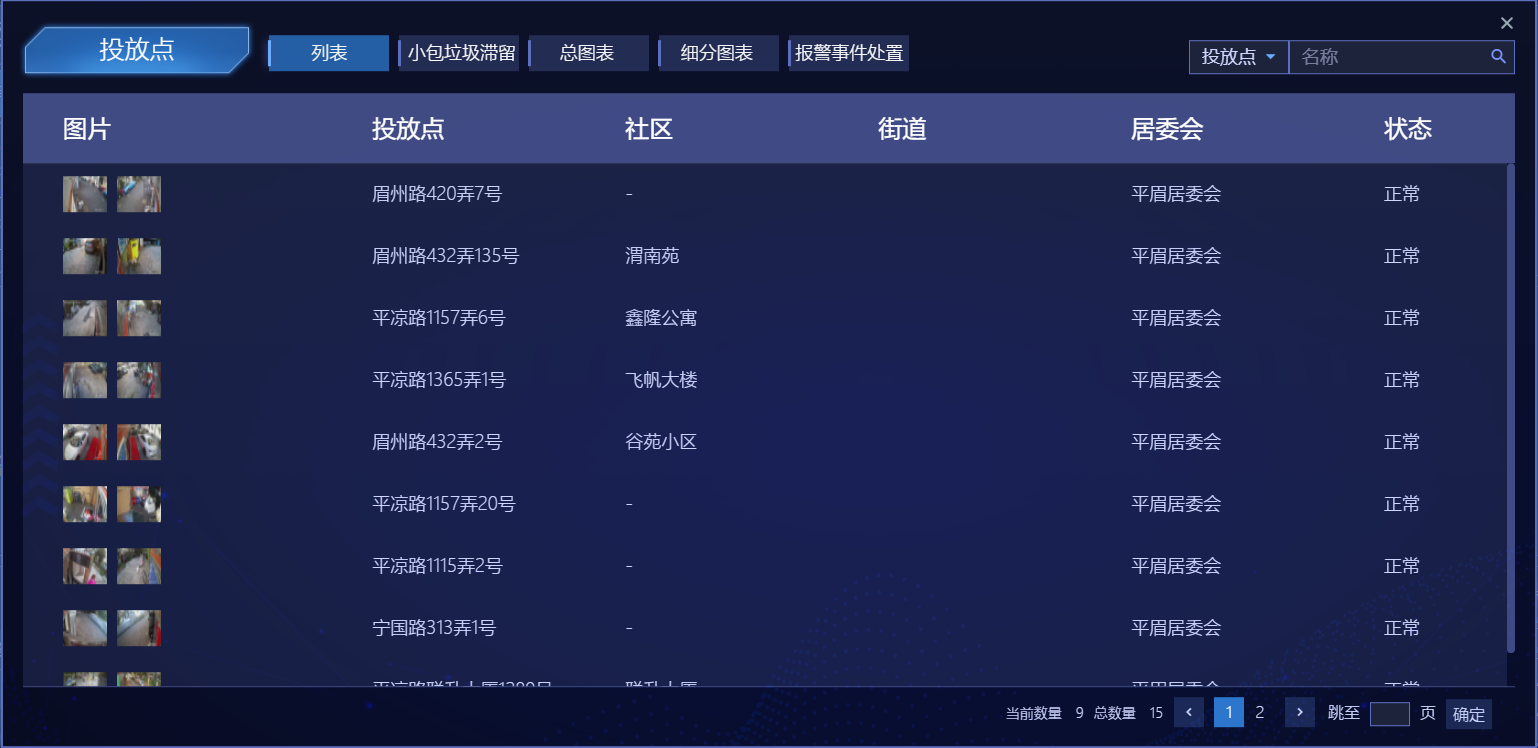 投放点 列表 小包垃圾滞留 总图表 细分图表 报警事件处置 投放点 名称
图片 投放点 社区 街道 居委会 状态
眉州路420弄7号 - 平眉居委会 正常
眉州路432弄135号 渭南苑 平眉居委会 正常
平凉路1157弄6号 鑫隆公寓 平眉居委会 正常
平凉路1365弄1号 飞帆大楼 平眉居委会 正常
眉州路432弄2号 谷苑小区 平眉居委会 正常
平凉路1157弄20号 - 平眉居委会 正常
平凉路1115弄2号 - 平眉居委会 正常
宁国路313弄1号 - 平眉居委会 正常
当前数量 9 总数量 15 1 2 跳至 页 确定